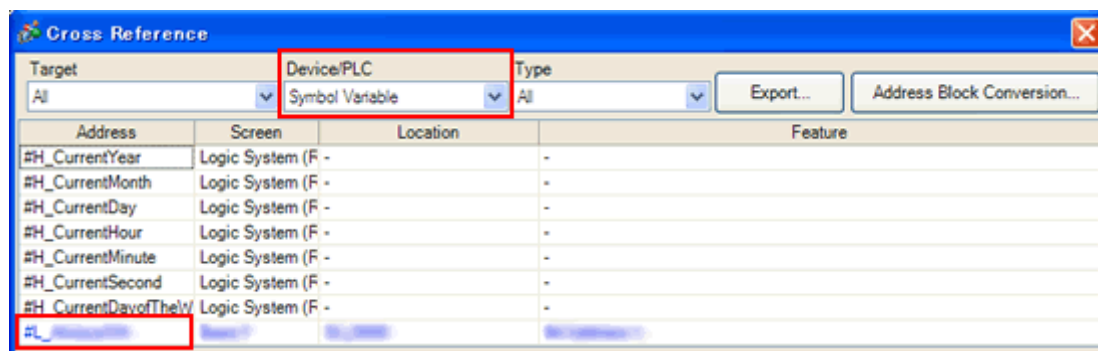 Cross Reference
Target Device/PLC Type
All Symbol Variable All Export... Address Block Conversion...
Address Screen Location Feature
#H_CurrentYear Logic System (R - -
#H_CurrentMonth Logic System (R - -
#H_CurrentDay Logic System (R - -
#H_CurrentHour Logic System (R - -
#H_CurrentMinute Logic System (R - -
#H_CurrentSecond Logic System (R - -
#H_CurrentDayofTheW Logic System (R - -
#L_